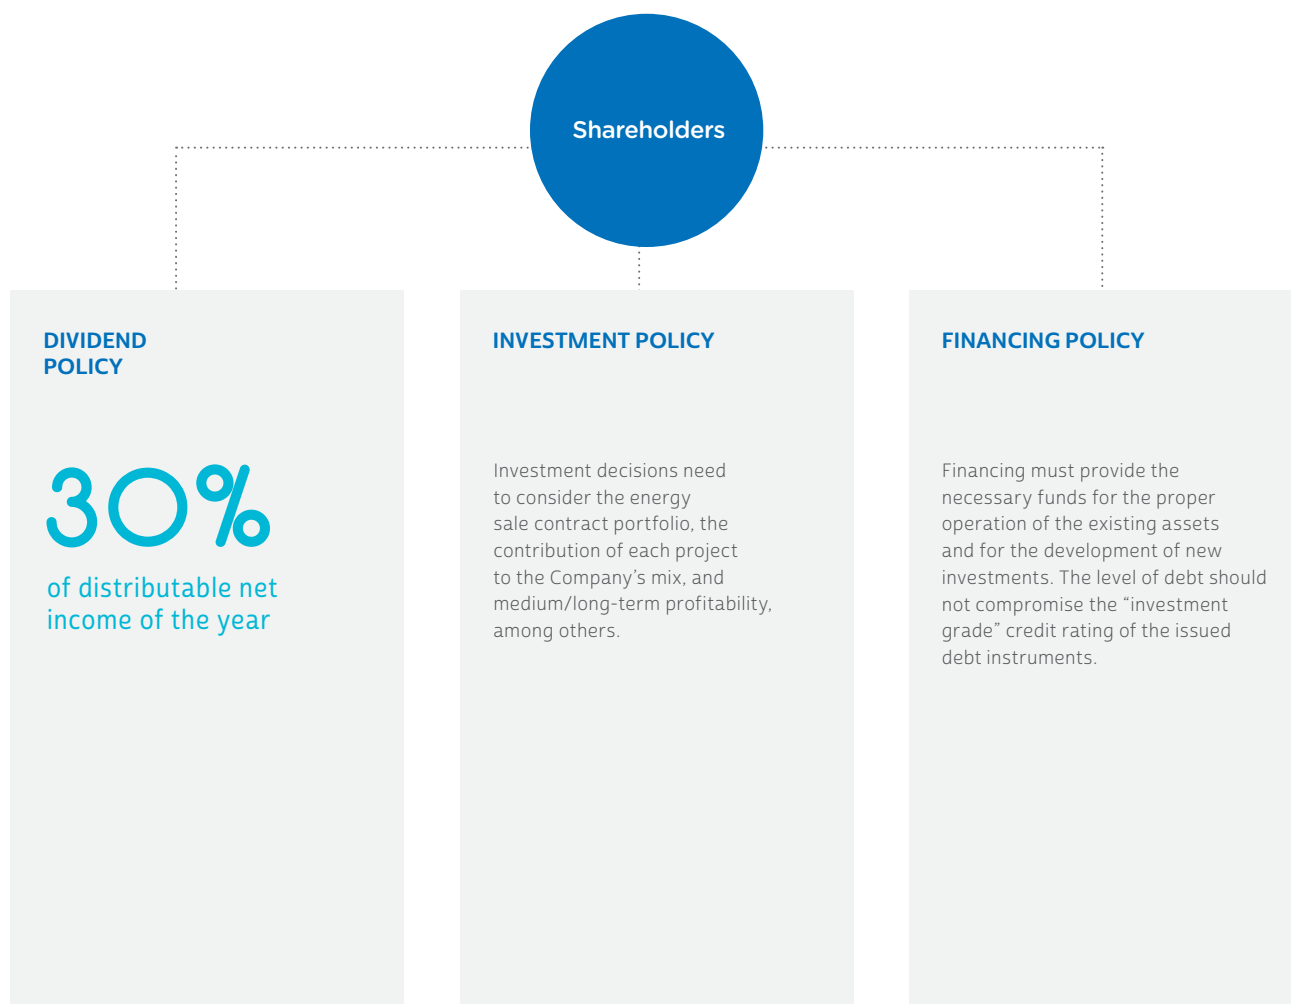 Shareholders
DIVIDEND
POLICY
30%
of distributable net
income of the year
INVESTMENT POLICY
Investment decisions need
to consider the energy
sale contract portfolio, the
contribution of each project
to the Company’s mix, and
medium/long-term profitability,
among others.
FINANCING POLICY
Financing must provide the
necessary funds for the proper
operation of the existing assets
and for the development of new
investments. The level of debt should
not compromise the “investment
grade” credit rating of the issued
debt instruments.